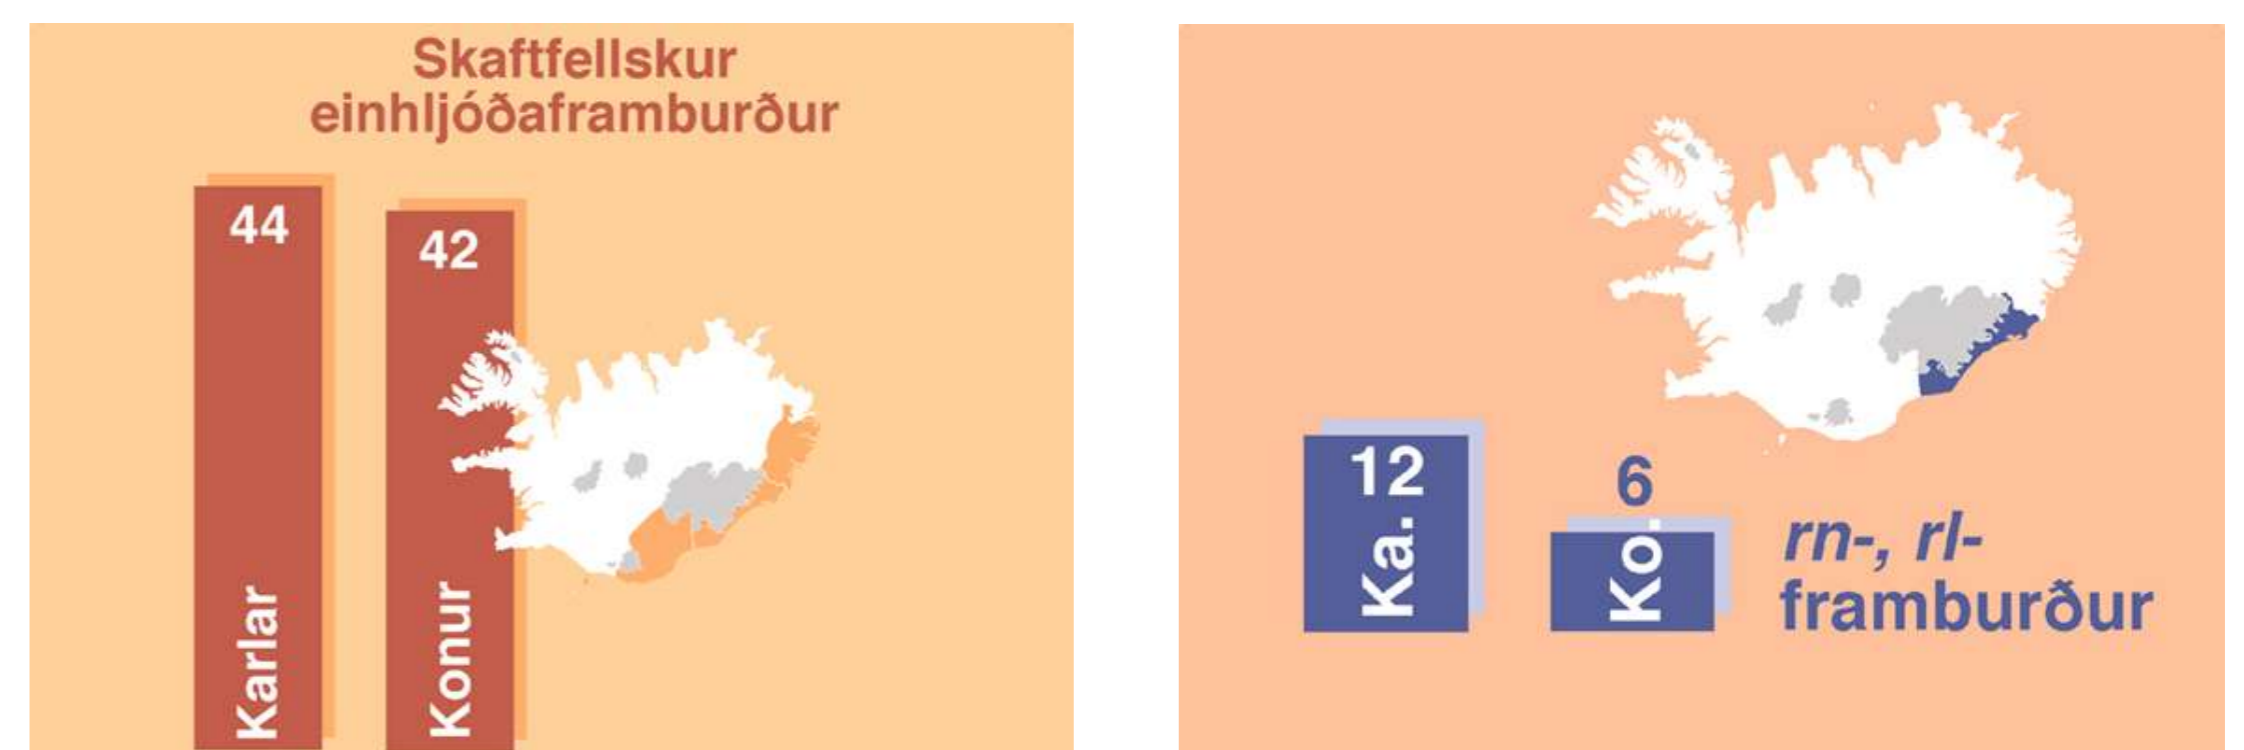 Skaftfellskur
einhljóðaframburður
44
42
Karlar
Konur
12
6
Ka.
Ko.
rn-, rl-
framburður